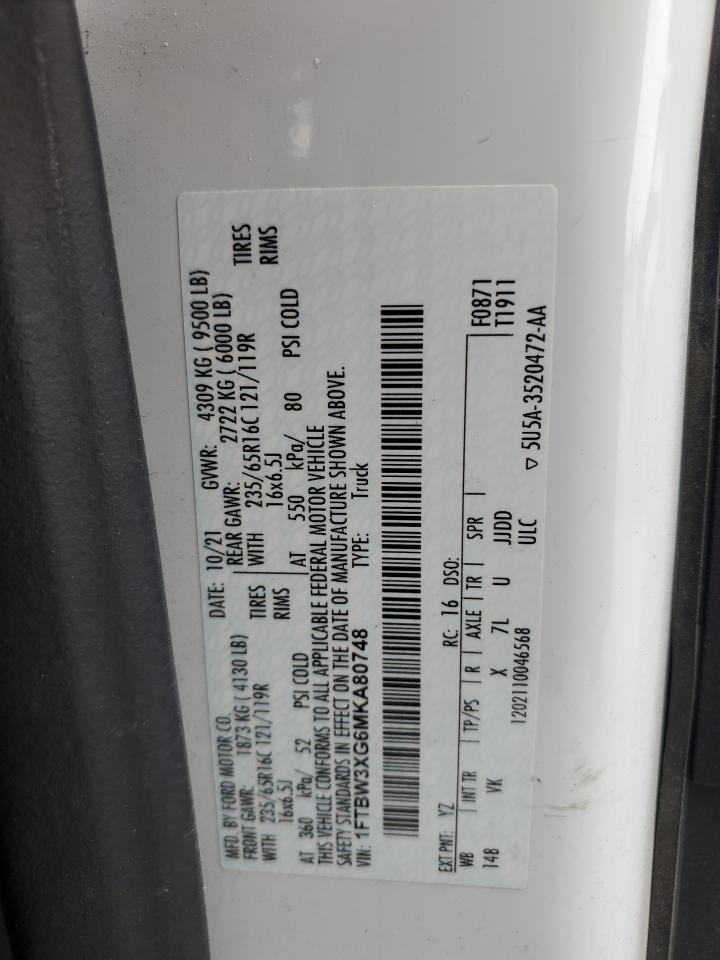 MFD. BY FORD MOTOR CO.
DATE: 10/21 GVWR: 4309 KG ( 9500 LB)
FRONT GAWR: 1873 KG ( 4130 LB)
REAR GAWR: 2722 KG ( 6000 LB)
WITH 235/65R16C 121/119R TIRES
WITH 235/65R16C 121/119R TIRES
16x6.5J RIMS
16x6.5J RIMS
AT 360 kPa/ 52 PSI COLD
AT 550 kPa/ 80 PSI COLD
THIS VEHICLE CONFORMS TO ALL APPLICABLE FEDERAL MOTOR VEHICLE
SAFETY STANDARDS IN EFFECT ON THE DATE OF MANUFACTURE SHOWN ABOVE.
VIN: 1FTBW3XG6MKA80748 TYPE: Truck
EXT PNT: YZ RC: 16 DSO:
WB INT TR TP/PS R AXLE TR SPR F0871
148 VK X 7L U JJDD T1911
1202110046568 ULC
▽ 5U5A-3520472-AA